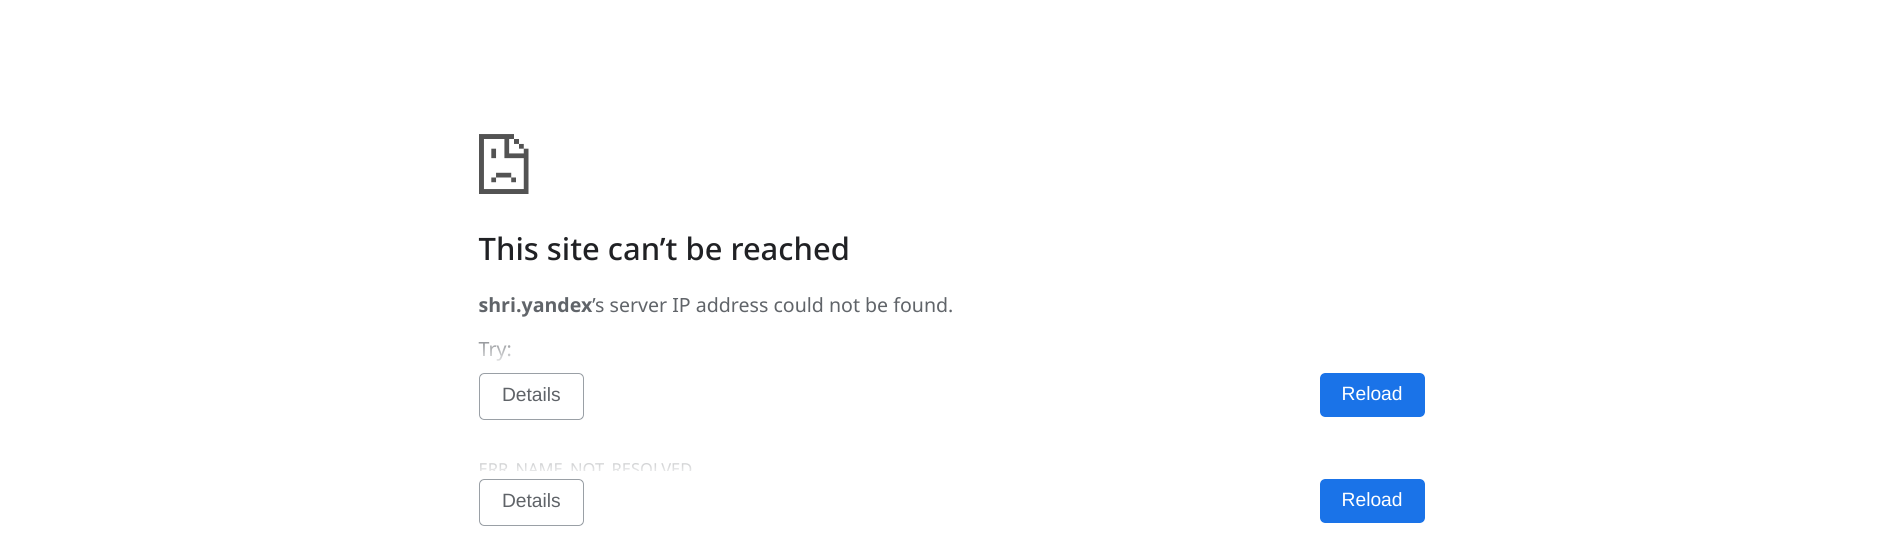 This site can’t be reached
shri.yandex’s server IP address could not be found.
Try:
Details
Reload
ERR_NAME_NOT_RESOLVED
Details
Reload